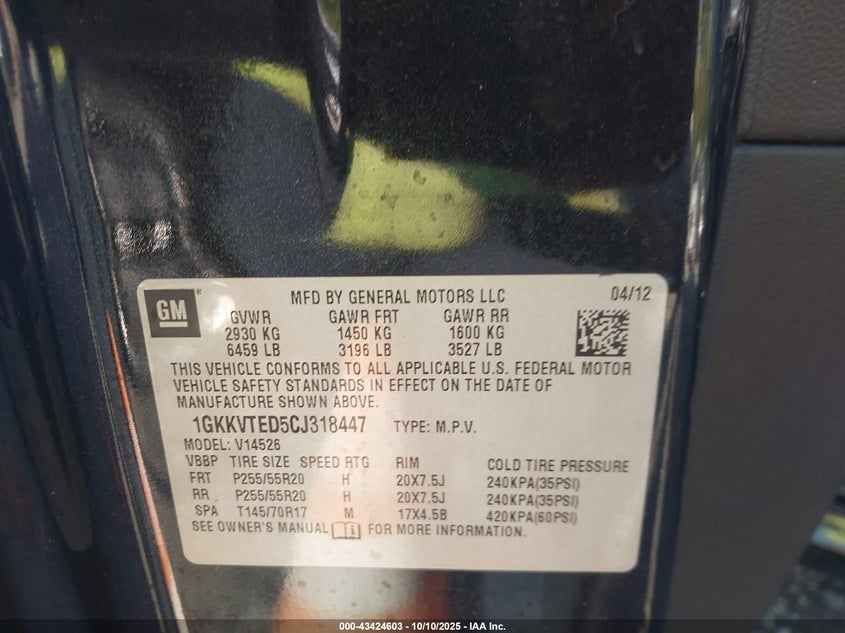 GM ®
MFD BY GENERAL MOTORS LLC 04/12
GVWR GAWR FRT GAWR RR
2930 KG 1450 KG 1600 KG
6459 LB 3196 LB 3527 LB
THIS VEHICLE CONFORMS TO ALL APPLICABLE U.S. FEDERAL MOTOR
VEHICLE SAFETY STANDARDS IN EFFECT ON THE DATE OF
MANUFACTURE SHOWN ABOVE.
1GKKVTED5CJ318447 TYPE: M.P.V.
MODEL: V14526
VBBP TIRE SIZE SPEED RTG RIM COLD TIRE PRESSURE
FRT P255/55R20 H 20X7.5J 240KPA(35PSI)
RR P255/55R20 H 20X7.5J 240KPA(35PSI)
SPA T145/70R17 M 17X4.5B 420KPA(60PSI)
SEE OWNER'S MANUAL i FOR MORE INFORMATION.
000-43424603 - 10/10/2025 - IAA Inc.